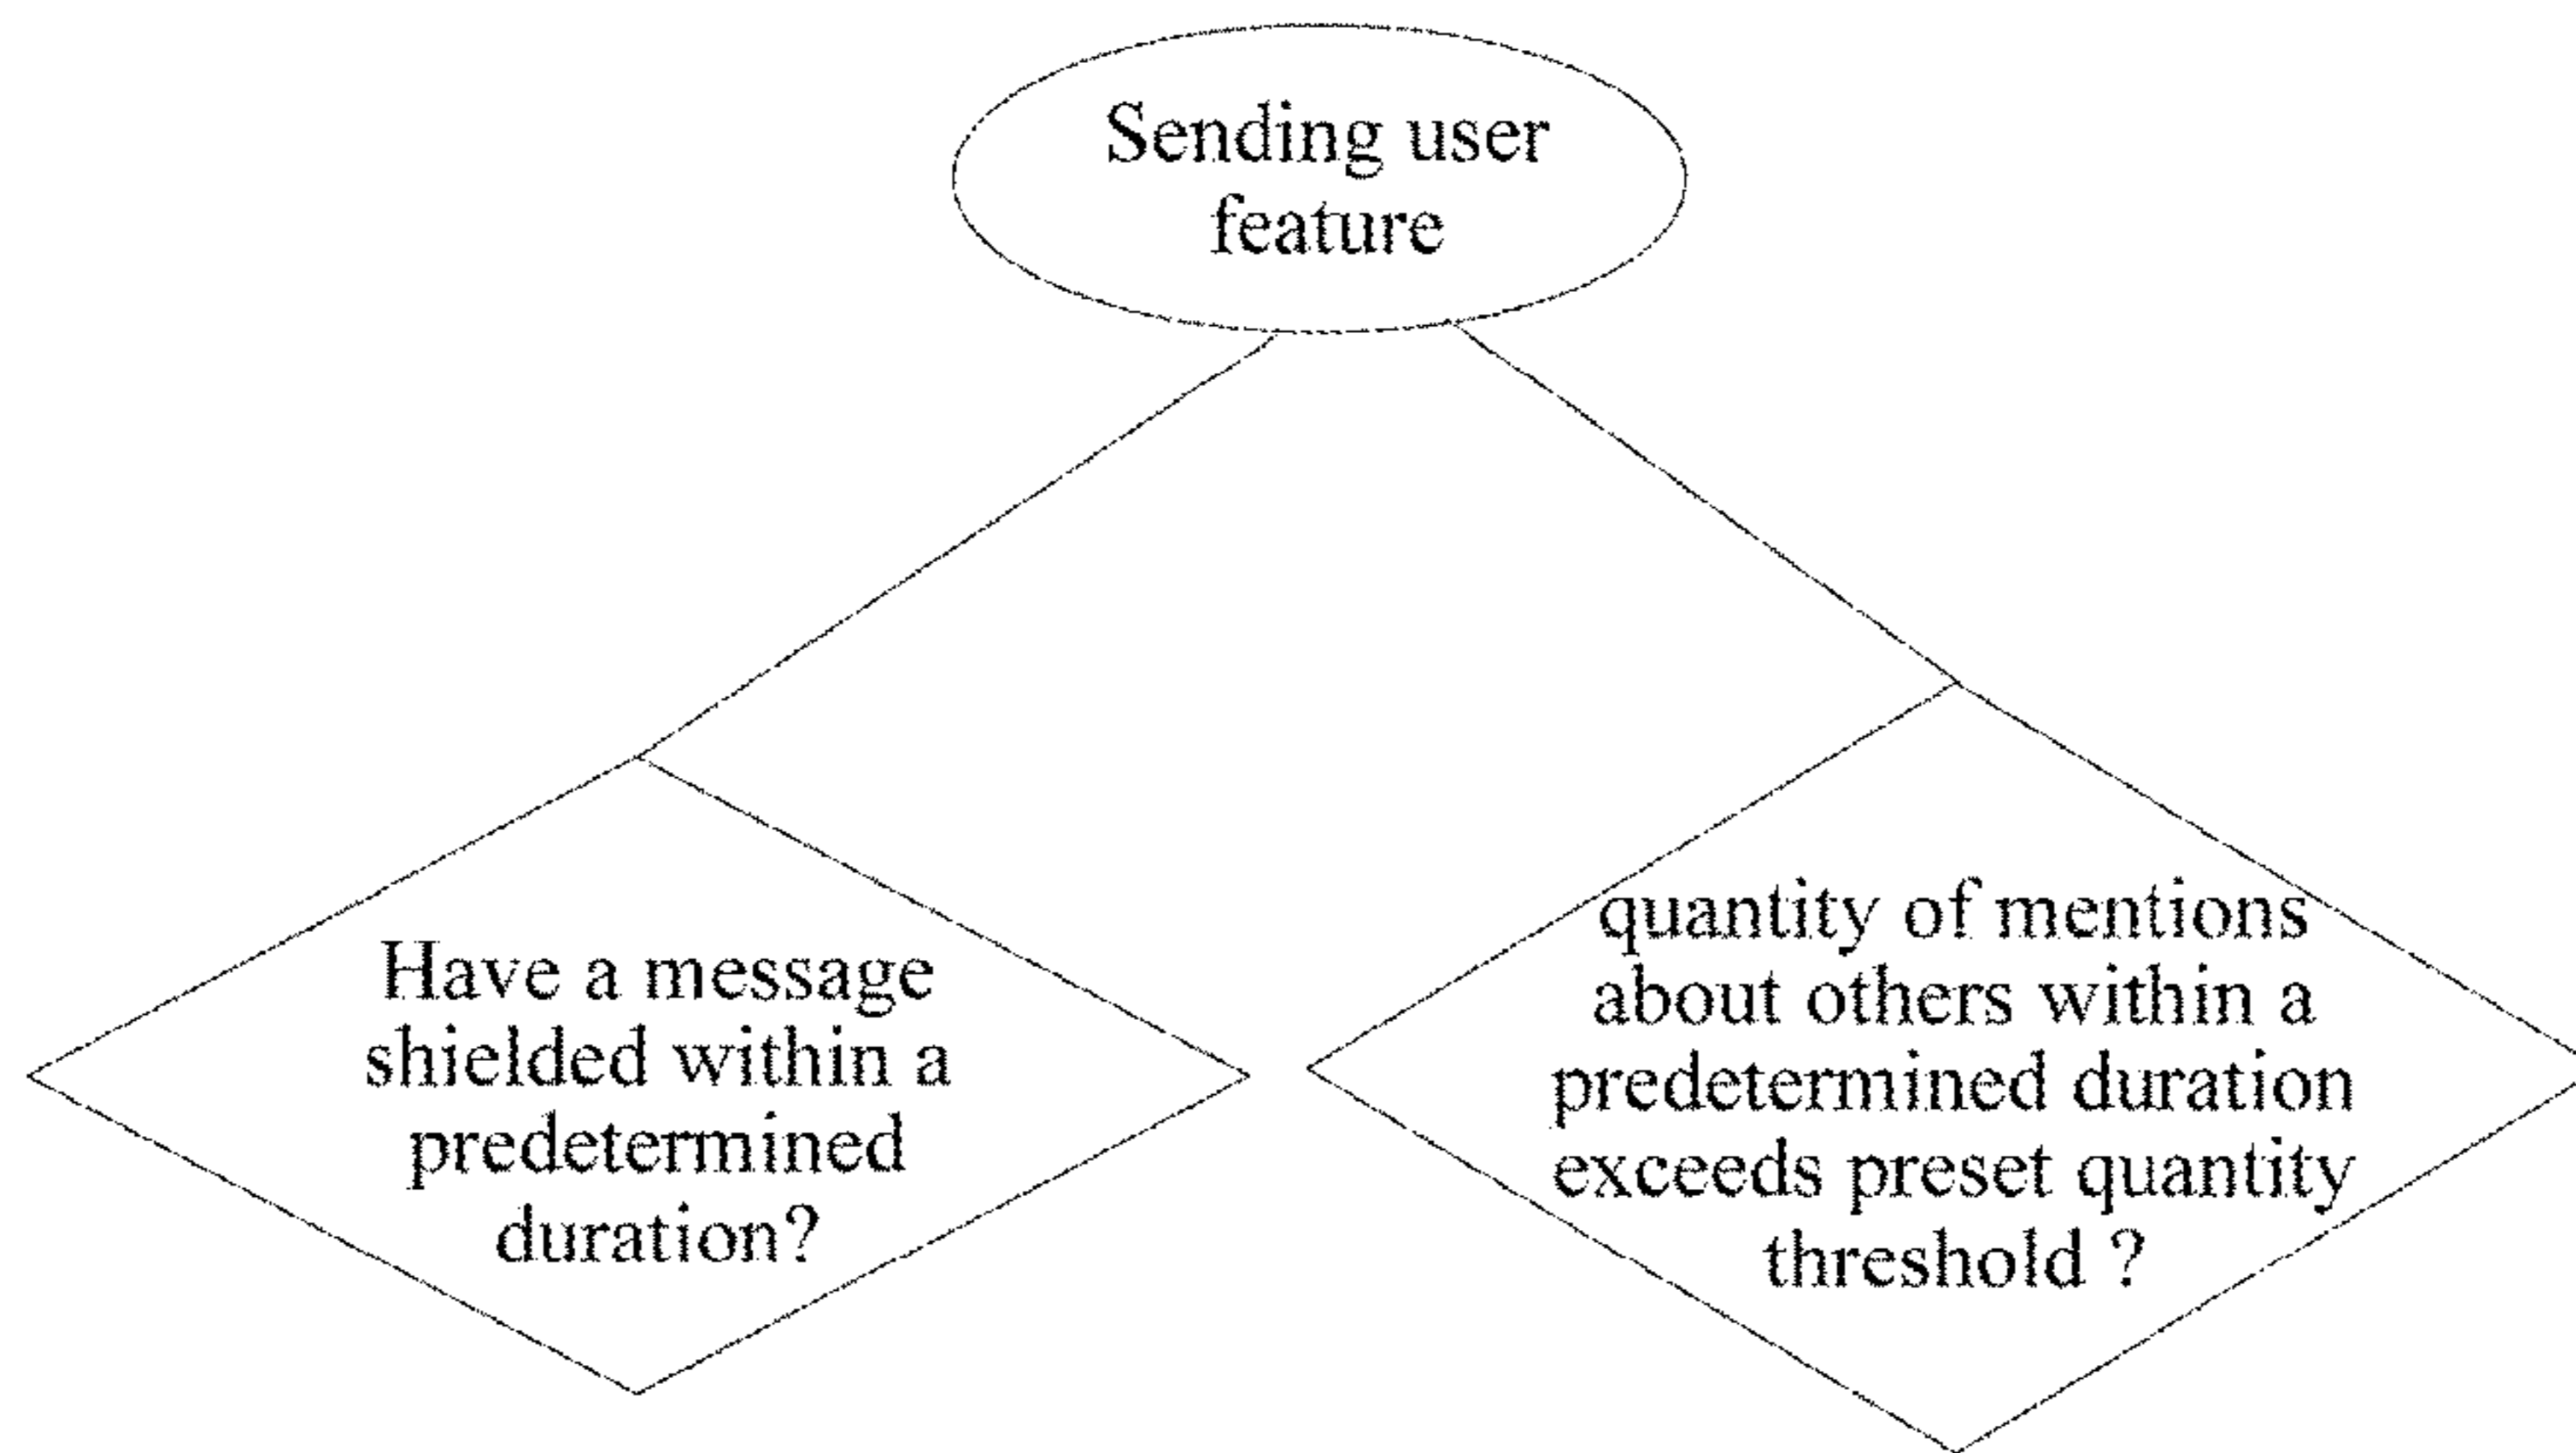 Sending user
feature
Have a message
shielded within a
predetermined
duration?
quantity of mentions
about others within a
predetermined duration
exceeds preset quantity
threshold ?